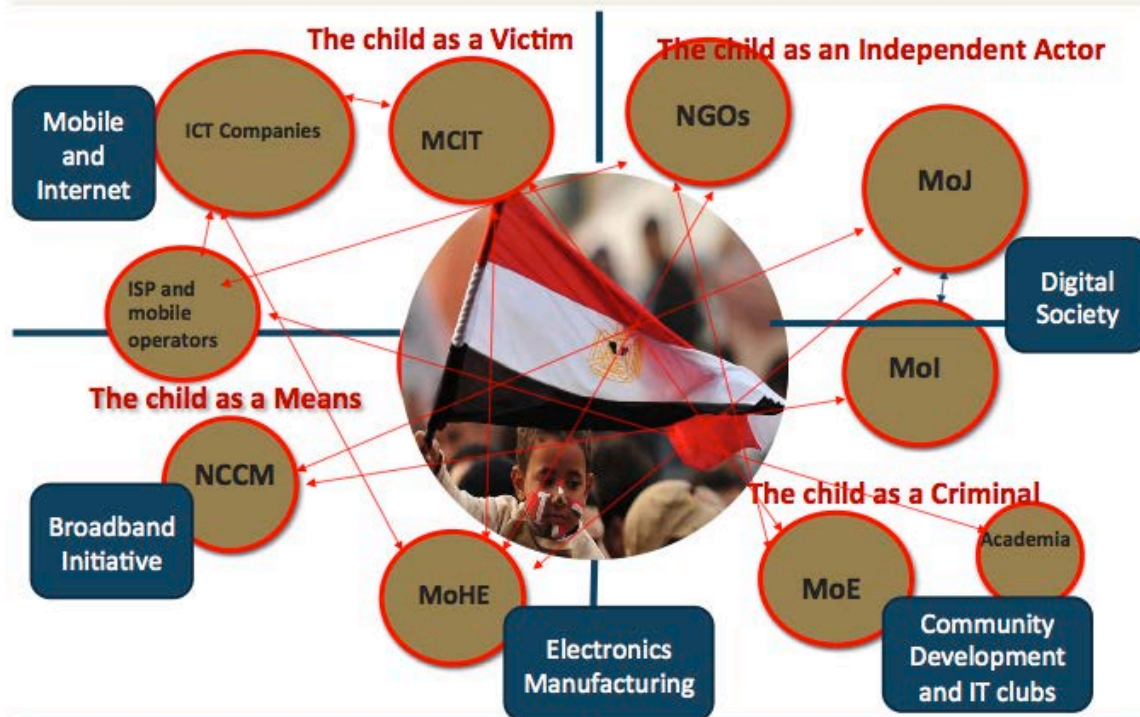 The child as a Victim
The child as an Independent Actor
Mobile
and
Internet
ICT Companies
MCIT
NGOs
MoJ
ISP and
mobile
operators
Digital
Society
MoI
The child as a Means
NCCM
Broadband
Initiative
MoHE
Electronics
Manufacturing
The child as a Criminal
Academia
MoE
Community
Development
and IT clubs